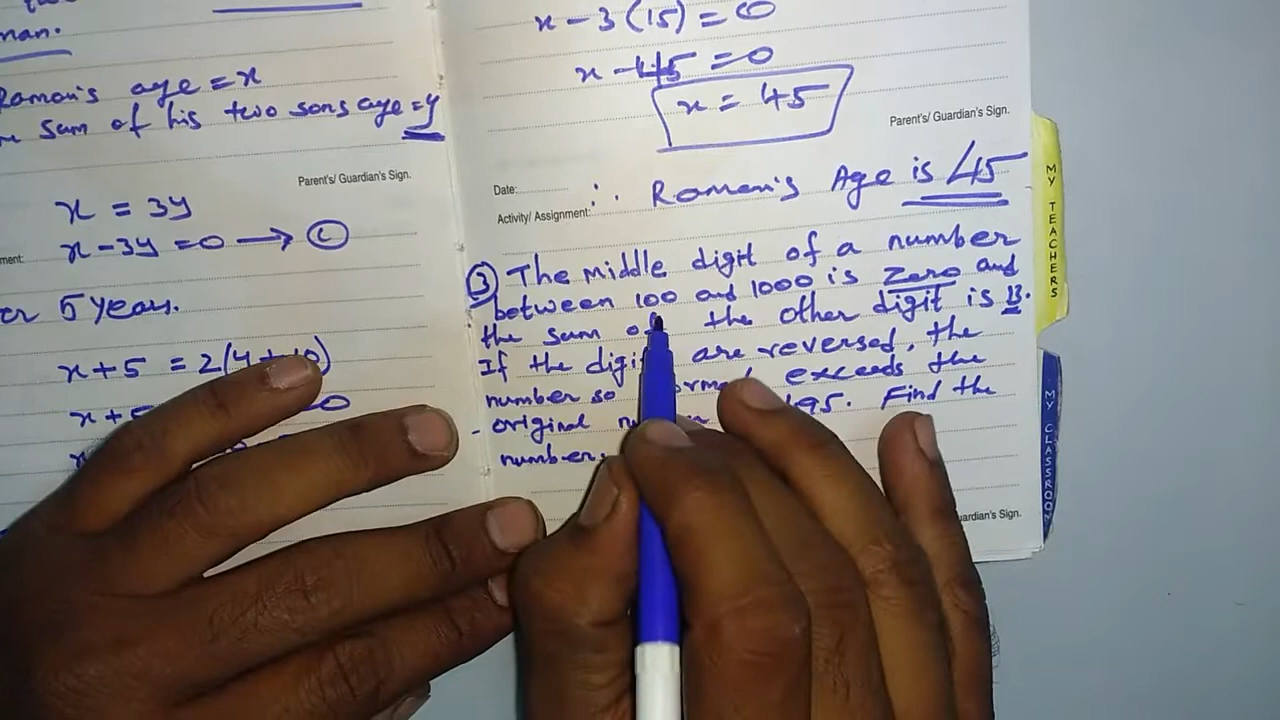 man.
Raman's age = x
sum of his two sons age = y
Parent's/ Guardian's Sign.
x = 3y
x - 3y = 0 →
5 years.
x + 5 = 2(y + 10)
x - 3(15) = 0
x - 45 = 0
x = 45
Parent's/ Guardian's Sign.
Date:
Activity/ Assignment:
∴ Raman's Age is 45
③ The middle digit of a number
between 100 and 1000 is Zero and
the sum of the other digit is 13.
If the digit are reversed, the
number so exceeds the
original 495. Find the
number.
Guardian's Sign.
MY TEACHERS
MY CLASSROOM